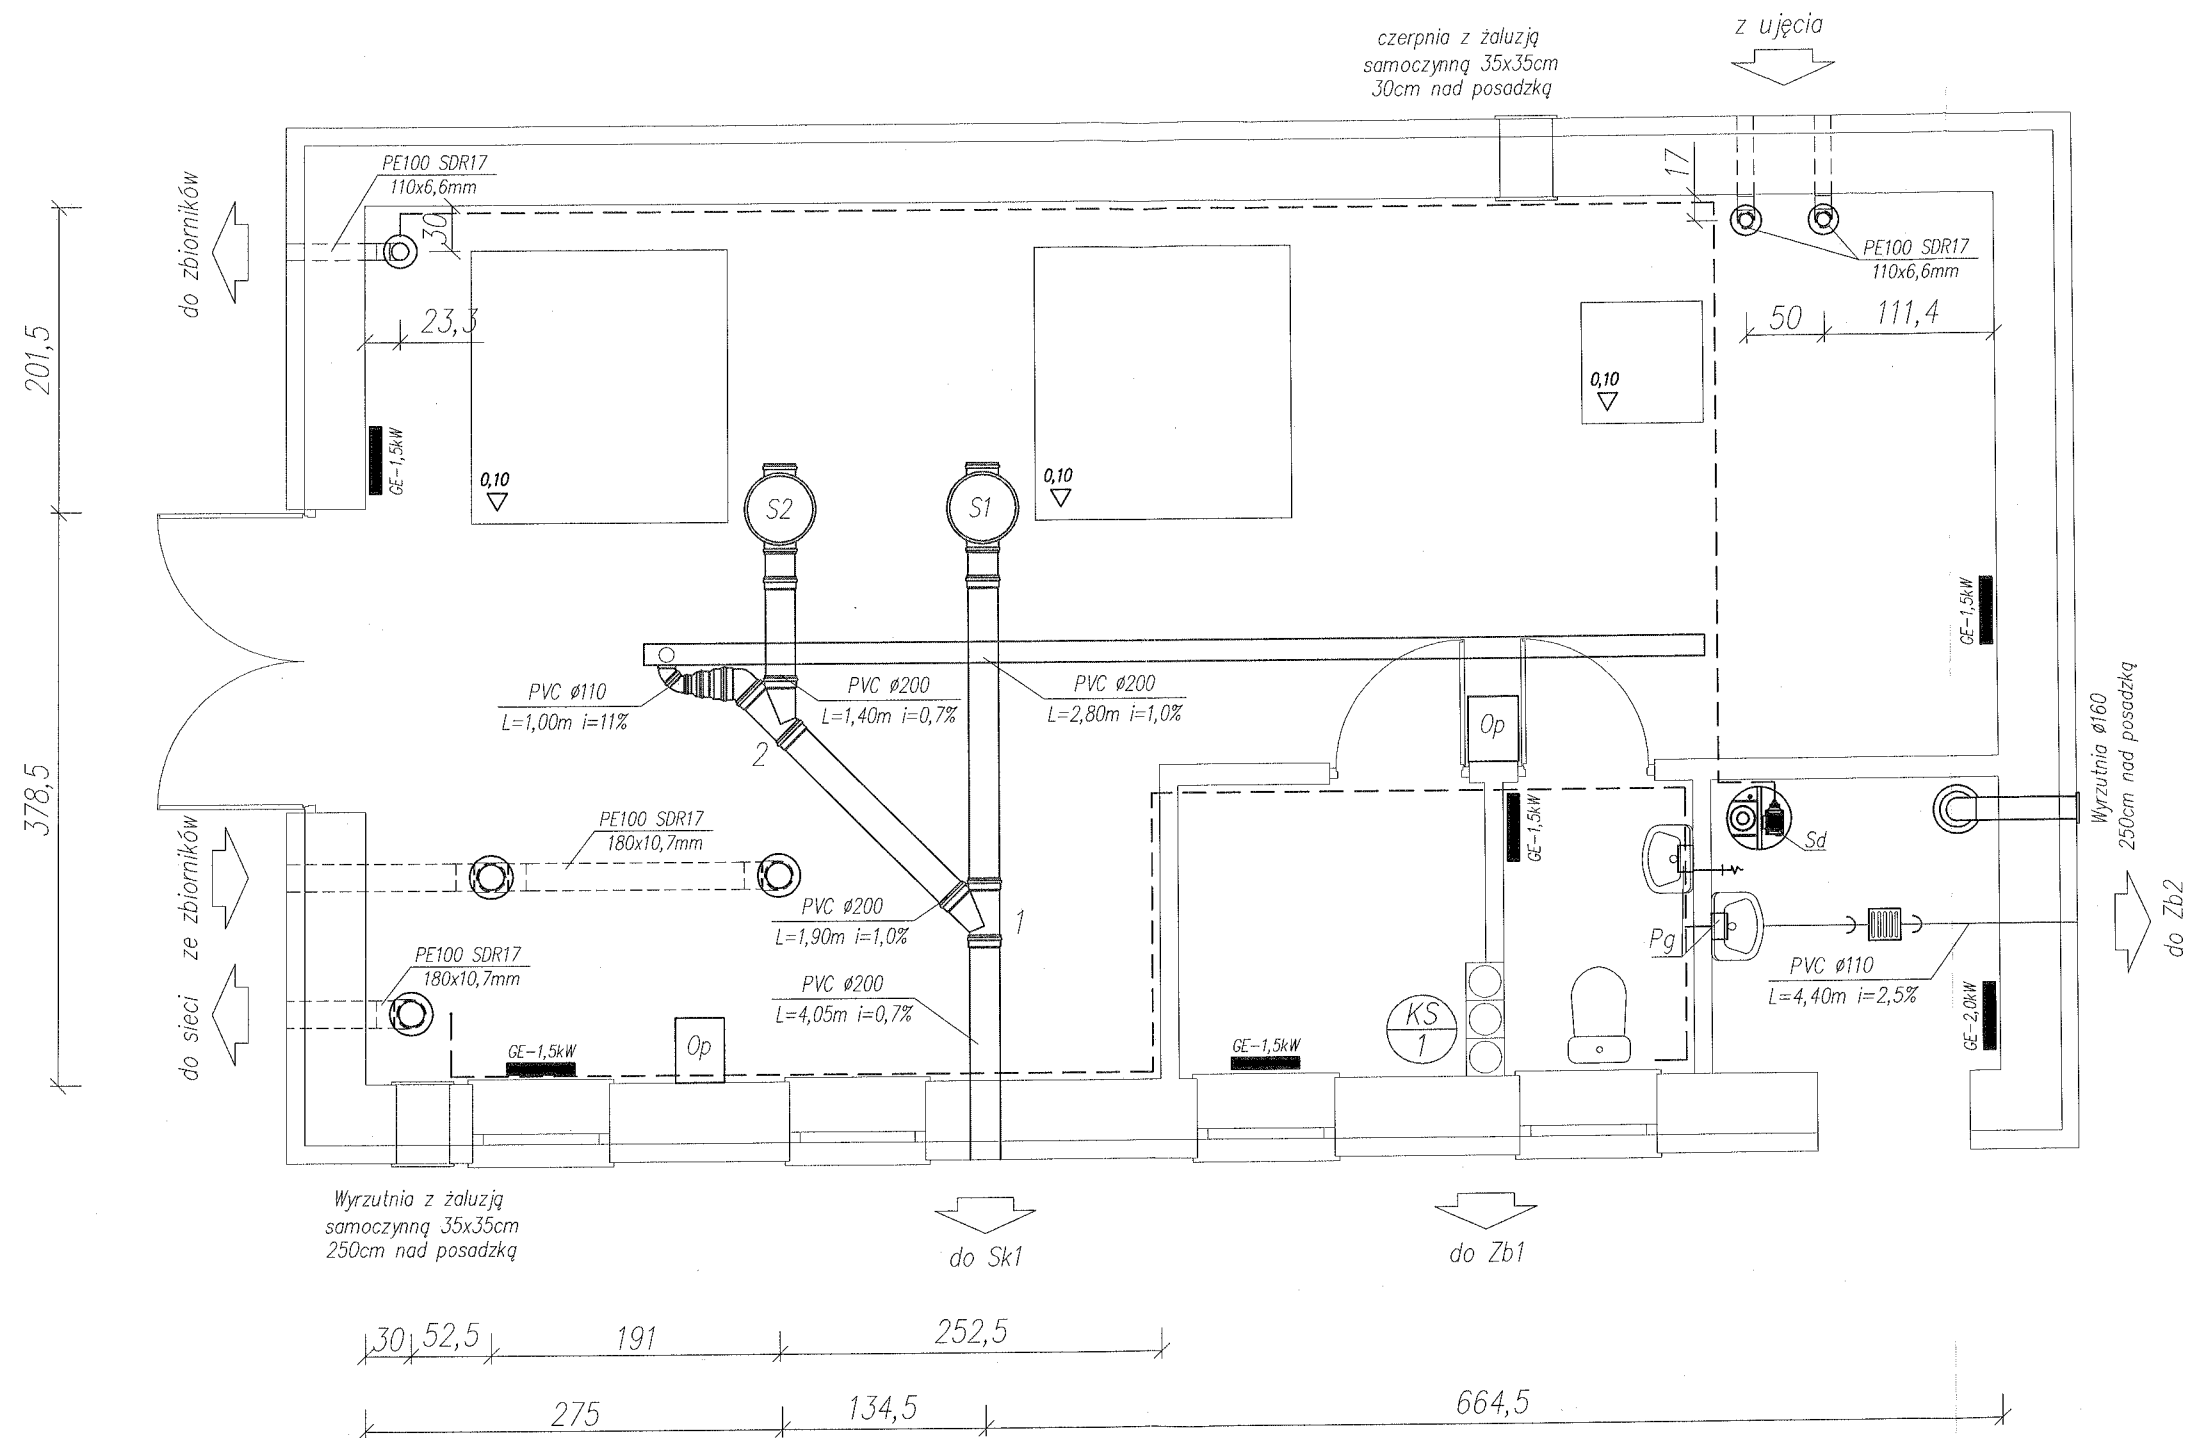 z ujęcia
czerpnia z żaluzją
samoczynną 35x35cm
30cm nad posadzką
PE100 SDR17
110x6,6mm
do zbiorników
30
17
PE100 SDR17
110x6,6mm
23,3
50
111,4
201,5
0,10
GE-1,5kW
0,10
0,10
S2
S1
GE-1,5kW
PVC ø110
L=1,00m i=11%
PVC ø200
L=1,40m i=0,7%
PVC ø200
L=2,80m i=1,0%
Op
2
Wyrzutnia ø160
250cm nad posadzką
378,5
PE100 SDR17
180x10,7mm
GE-1,5kW
Sd
ze zbiorników
PVC ø200
L=1,90m i=1,0%
1
Pg
do Zb2
PE100 SDR17
180x10,7mm
PVC ø110
L=4,40m i=2,5%
PVC ø200
L=4,05m i=0,7%
KS
1
GE-2,0kW
do sieci
GE-1,5kW
Op
GE-1,5kW
Wyrzutnia z żaluzją
samoczynną 35x35cm
250cm nad posadzką
do Sk1
do Zb1
30
52,5
191
252,5
275
134,5
664,5